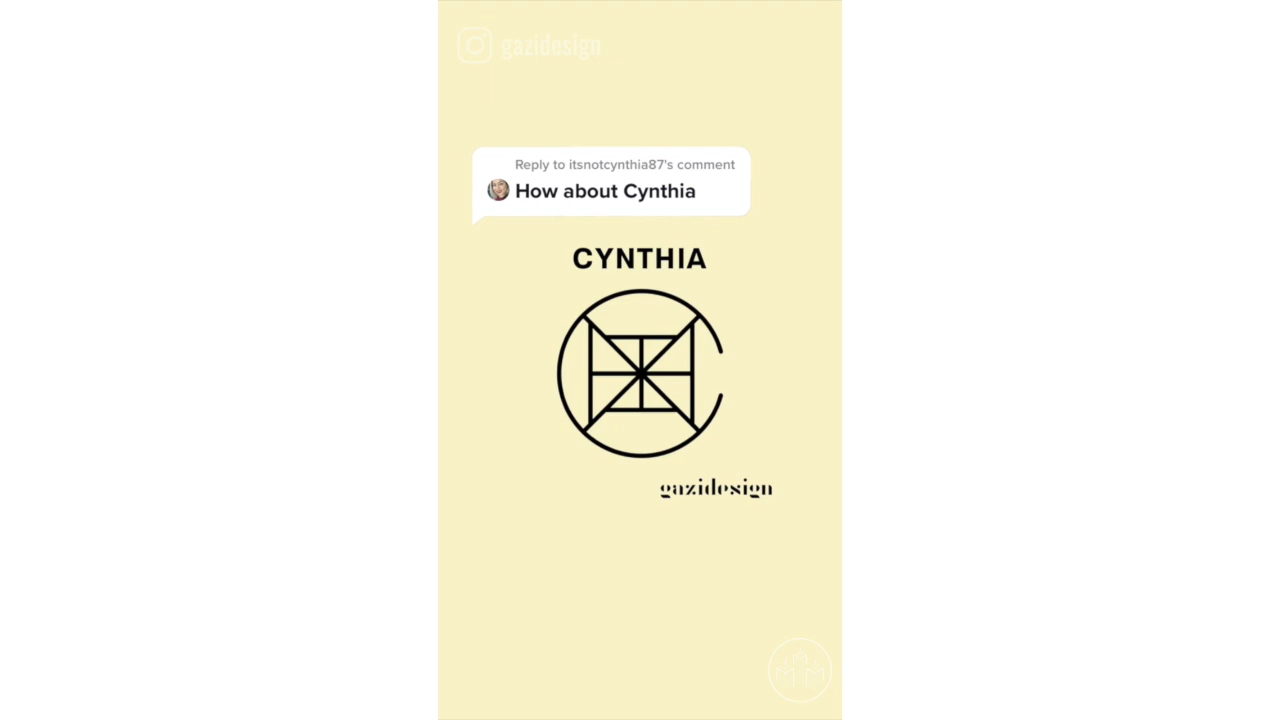 gazidesign
Reply to itsnotcynthia87's comment
How about Cynthia
CYNTHIA
gazidesign